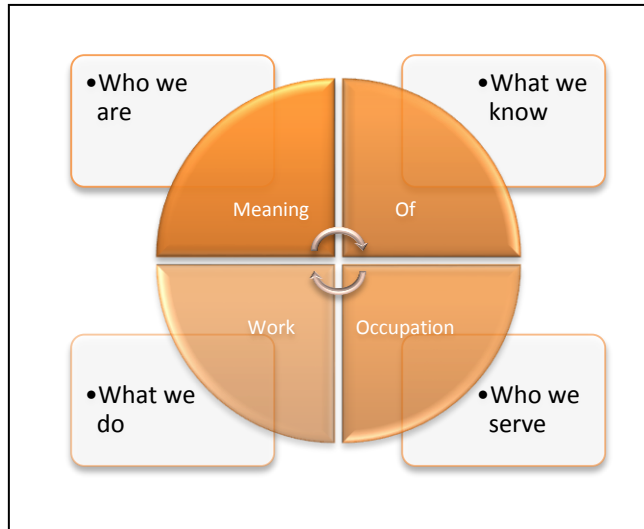 •Who we
are
•What we
know
Meaning
Of
Work
Occupation
•What we
do
•Who we
serve